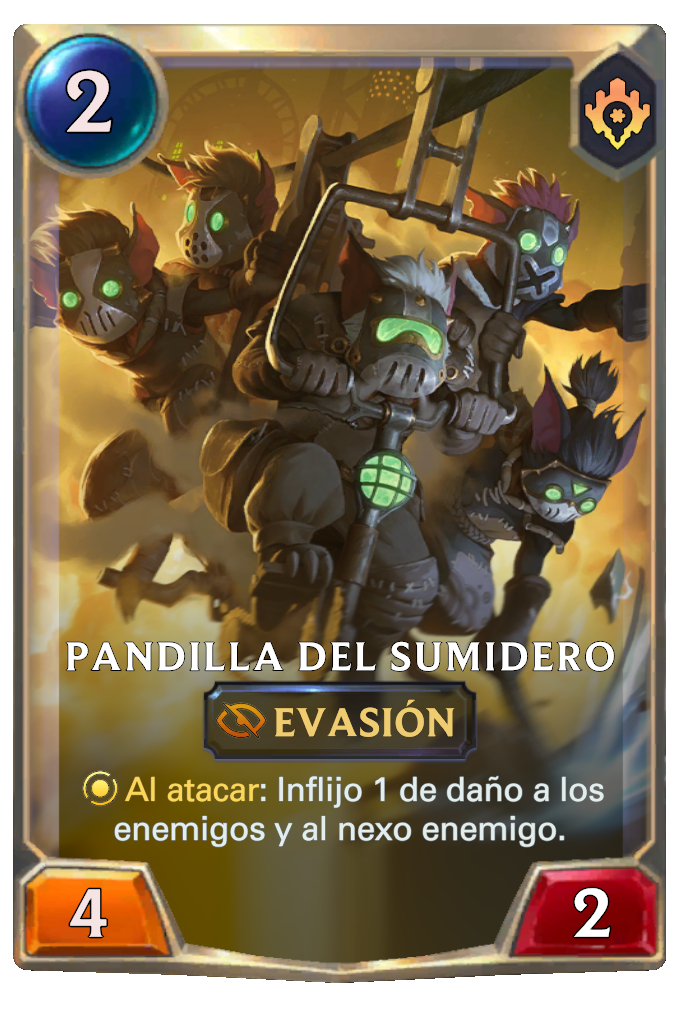 2
PANDILLA DEL SUMIDERO
EVASIÓN
Al atacar: Inflijo 1 de daño a los
enemigos y al nexo enemigo.
4
2